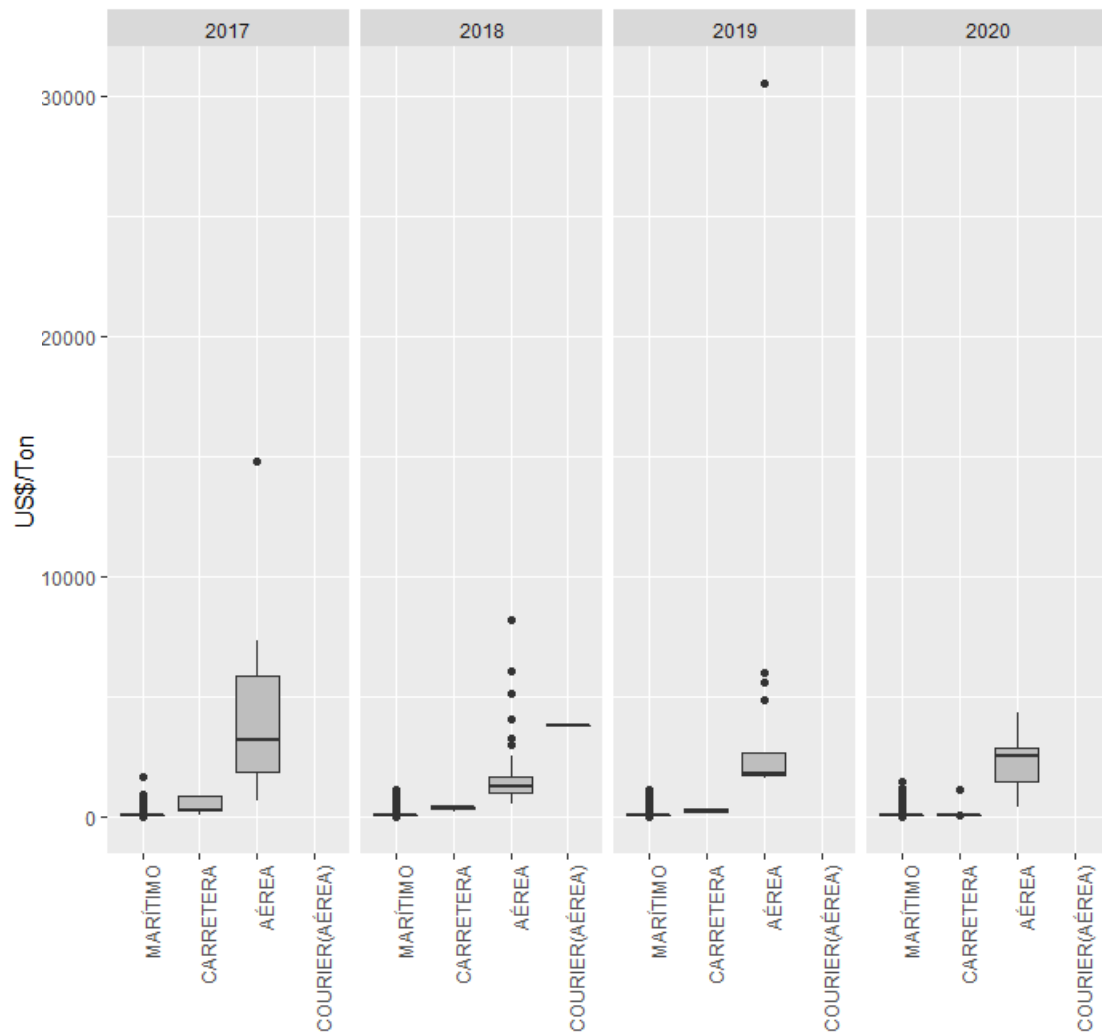 2017 2018 2019 2020
US$/Ton
30000
20000
10000
0
MARÍTIMO CARRETERA AÉREA COURIER(AÉREA) MARÍTIMO CARRETERA AÉREA COURIER(AÉREA) MARÍTIMO CARRETERA AÉREA COURIER(AÉREA) MARÍTIMO CARRETERA AÉREA COURIER(AÉREA)